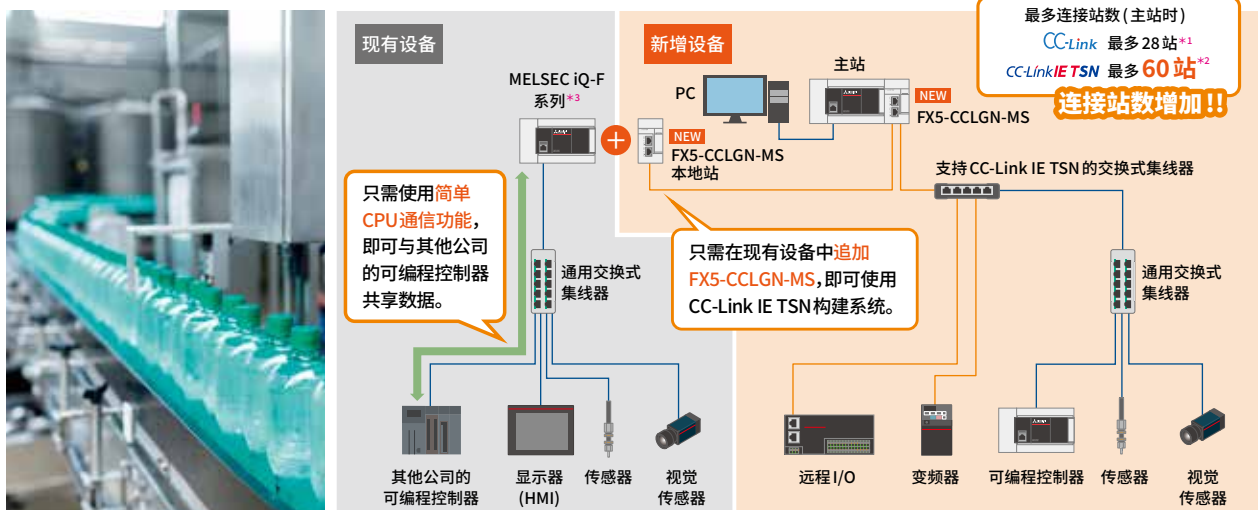 现有设备
MELSEC iQ-F
系列*3
NEW
FX5-CCLGN-MS
本地站
只需使用简单
CPU通信功能，
即可与其他公司
的可编程控制器
共享数据。
通用交换式
集线器
其他公司的
可编程控制器
显示器
(HMI)
传感器
视觉
传感器
新增设备
PC
主站
NEW
FX5-CCLGN-MS
最多连接站数（主站时）
CC-Link 最多28站*1
CC-Link IE TSN 最多60站*2
连接站数增加!!
支持CC-Link IE TSN的交换式集线器
只需在现有设备中追加
FX5-CCLGN-MS，即可使用
CC-Link IE TSN构建系统。
通用交换式
集线器
远程I/O
变频器
可编程控制器
传感器
视觉
传感器